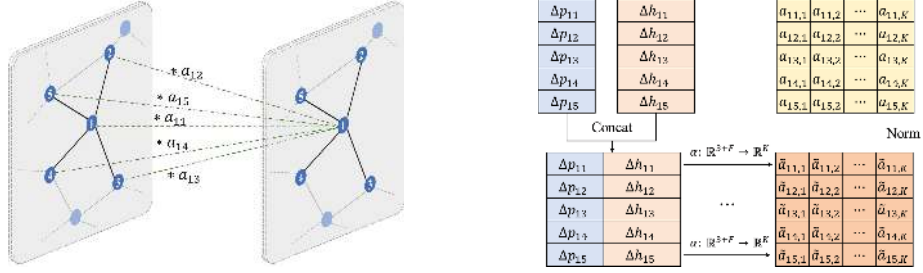 * a₁₂
* a₁₅
* a₁₁
* a₁₄
* a₁₃
1
1
Δp₁₁ Δh₁₁ a₁₁,₁ a₁₁,₂ ⋯ a₁₁,K
Δp₁₂ Δh₁₂ a₁₂,₁ a₁₂,₂ ⋯ a₁₂,K
Δp₁₃ Δh₁₃ a₁₃,₁ a₁₃,₂ ⋯ a₁₃,K
Δp₁₄ Δh₁₄ a₁₄,₁ a₁₄,₂ ⋯ a₁₄,K
Δp₁₅ Δh₁₅ a₁₅,₁ a₁₅,₂ ⋯ a₁₅,K
Concat Norm
Δp₁₁ Δh₁₁ α: ℝ³⁺ᶠ → ℝᴷ ã₁₁,₁ ã₁₁,₂ ⋯ ã₁₁,K
Δp₁₂ Δh₁₂ ã₁₂,₁ ã₁₂,₂ ⋯ ã₁₂,K
Δp₁₃ Δh₁₃ ⋯ ã₁₃,₁ ã₁₃,₂ ⋯ ã₁₃,K
Δp₁₄ Δh₁₄ ã₁₄,₁ ã₁₄,₂ ⋯ ã₁₄,K
Δp₁₅ Δh₁₅ α: ℝ³⁺ᶠ → ℝᴷ ã₁₅,₁ ã₁₅,₂ ⋯ ã₁₅,K